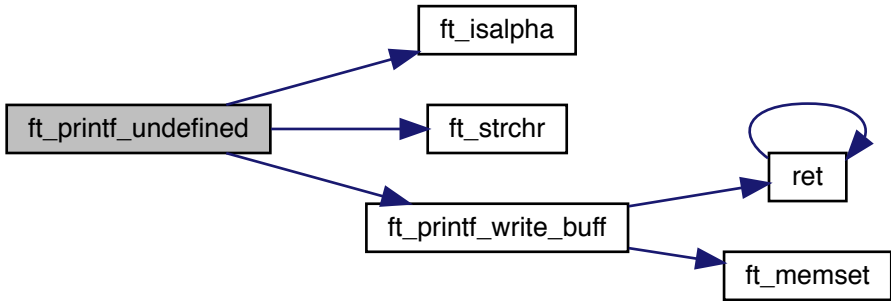 ft_isalpha
ft_printf_undefined
ft_strchr
ret
ft_printf_write_buff
ft_memset